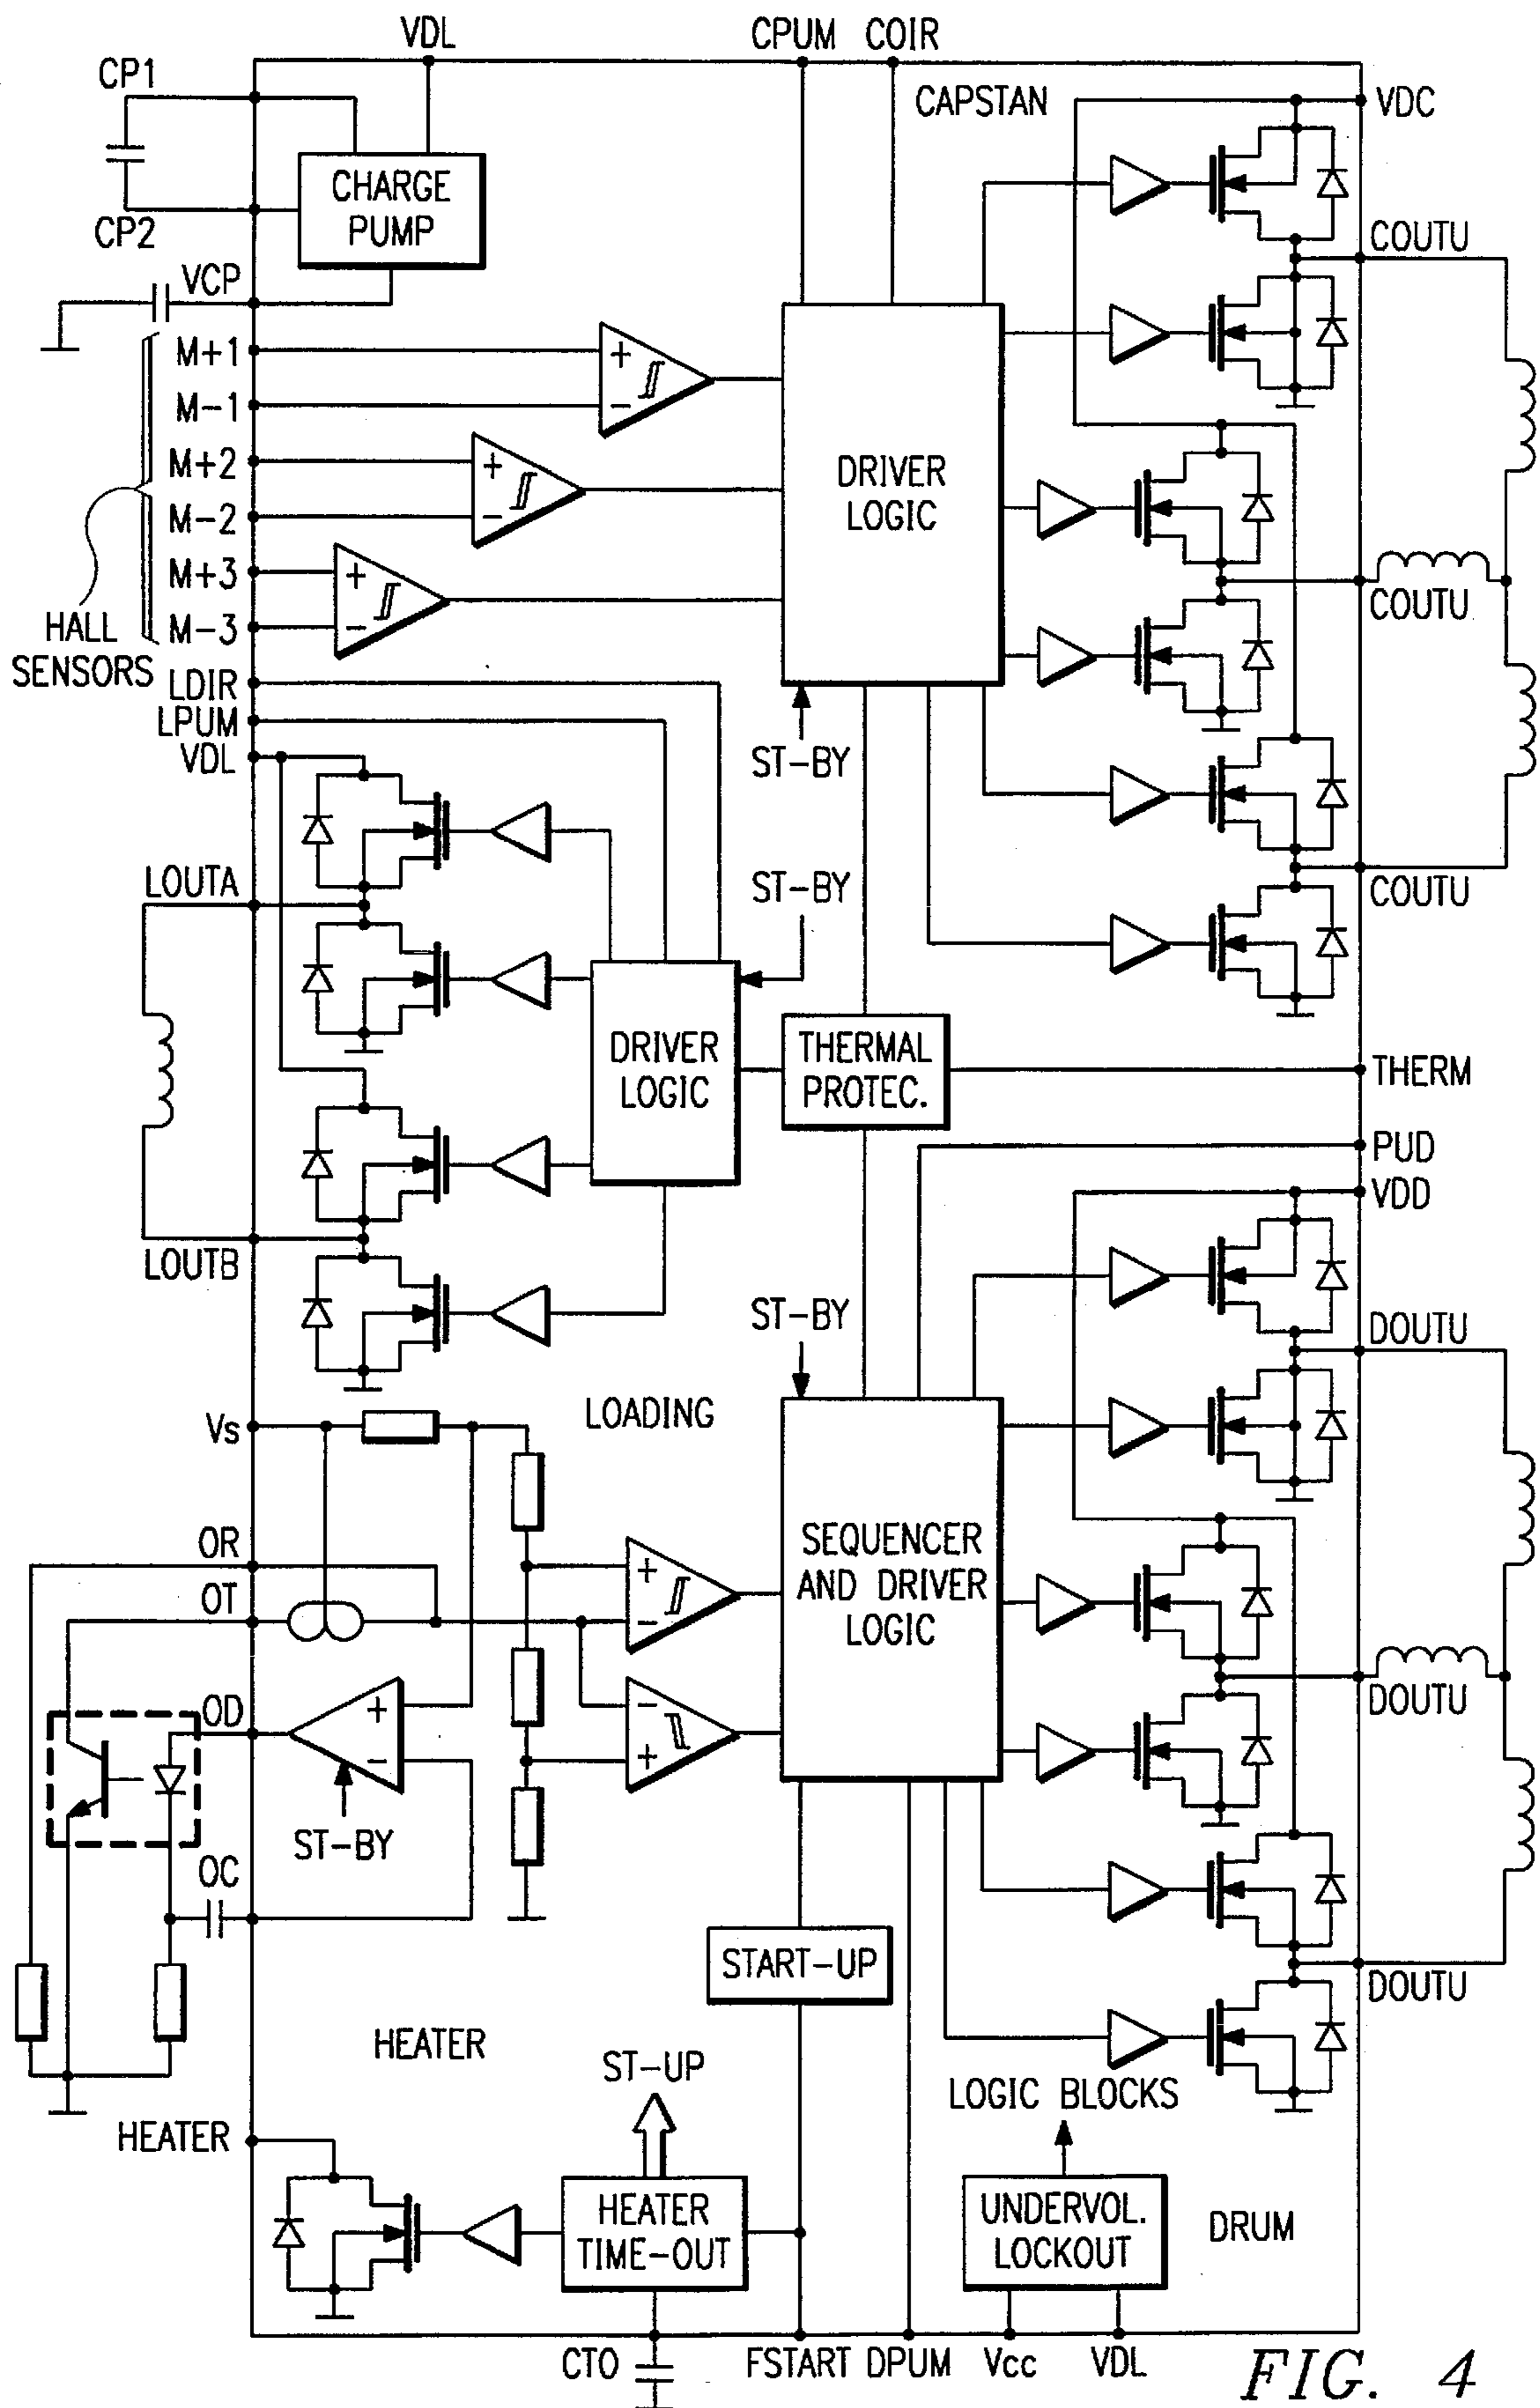 VDL
CPUM COIR
CP1
CAPSTAN
VDC
CHARGE
PUMP
CP2
COUTU
VCP
M+1
+
-
M-1
M+2
+
-
M-2
DRIVER
LOGIC
M+3
+
-
M-3
HALL
SENSORS
COUTU
LDIR
LPUM
VDL
ST-BY
LOUTA
ST-BY
COUTU
DRIVER
LOGIC
THERMAL
PROTEC.
THERM
PUD
VDD
LOUTB
ST-BY
DOUTU
LOADING
Vs
OR
+
-
SEQUENCER
AND DRIVER
LOGIC
OT
OD
+
-
-
+
DOUTU
ST-BY
OC
START-UP
DOUTU
HEATER
ST-UP
LOGIC BLOCKS
HEATER
HEATER
TIME-OUT
UNDERVOL.
LOCKOUT
DRUM
CTO
FSTART DPUM Vcc VDL
FIG. 4